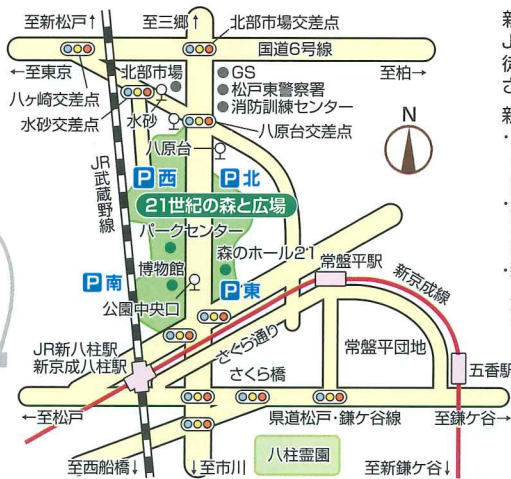 至新松戸↑
至三郷↑
北部市場交差点
国道6号線
←至東京
北部市場
GS
至柏→
松戸東警察署
八ヶ崎交差点
消防訓練センター
水砂交差点
水砂
八原台交差点
八原台
N
JR武蔵野線
P西
P北
21世紀の森と広場
パークセンター
森のホール21
博物館
常盤平駅
新京成線
P南
P東
公園中央口
さくら通り
JR新八柱駅
新京成八柱駅
常盤平団地
五香駅
さくら橋
←至松戸
県道松戸・鎌ケ谷線
至鎌ケ谷→
八柱霊園
至西船橋↓
↓至市川
至新鎌ケ谷↓
新
J
徒
さ
新